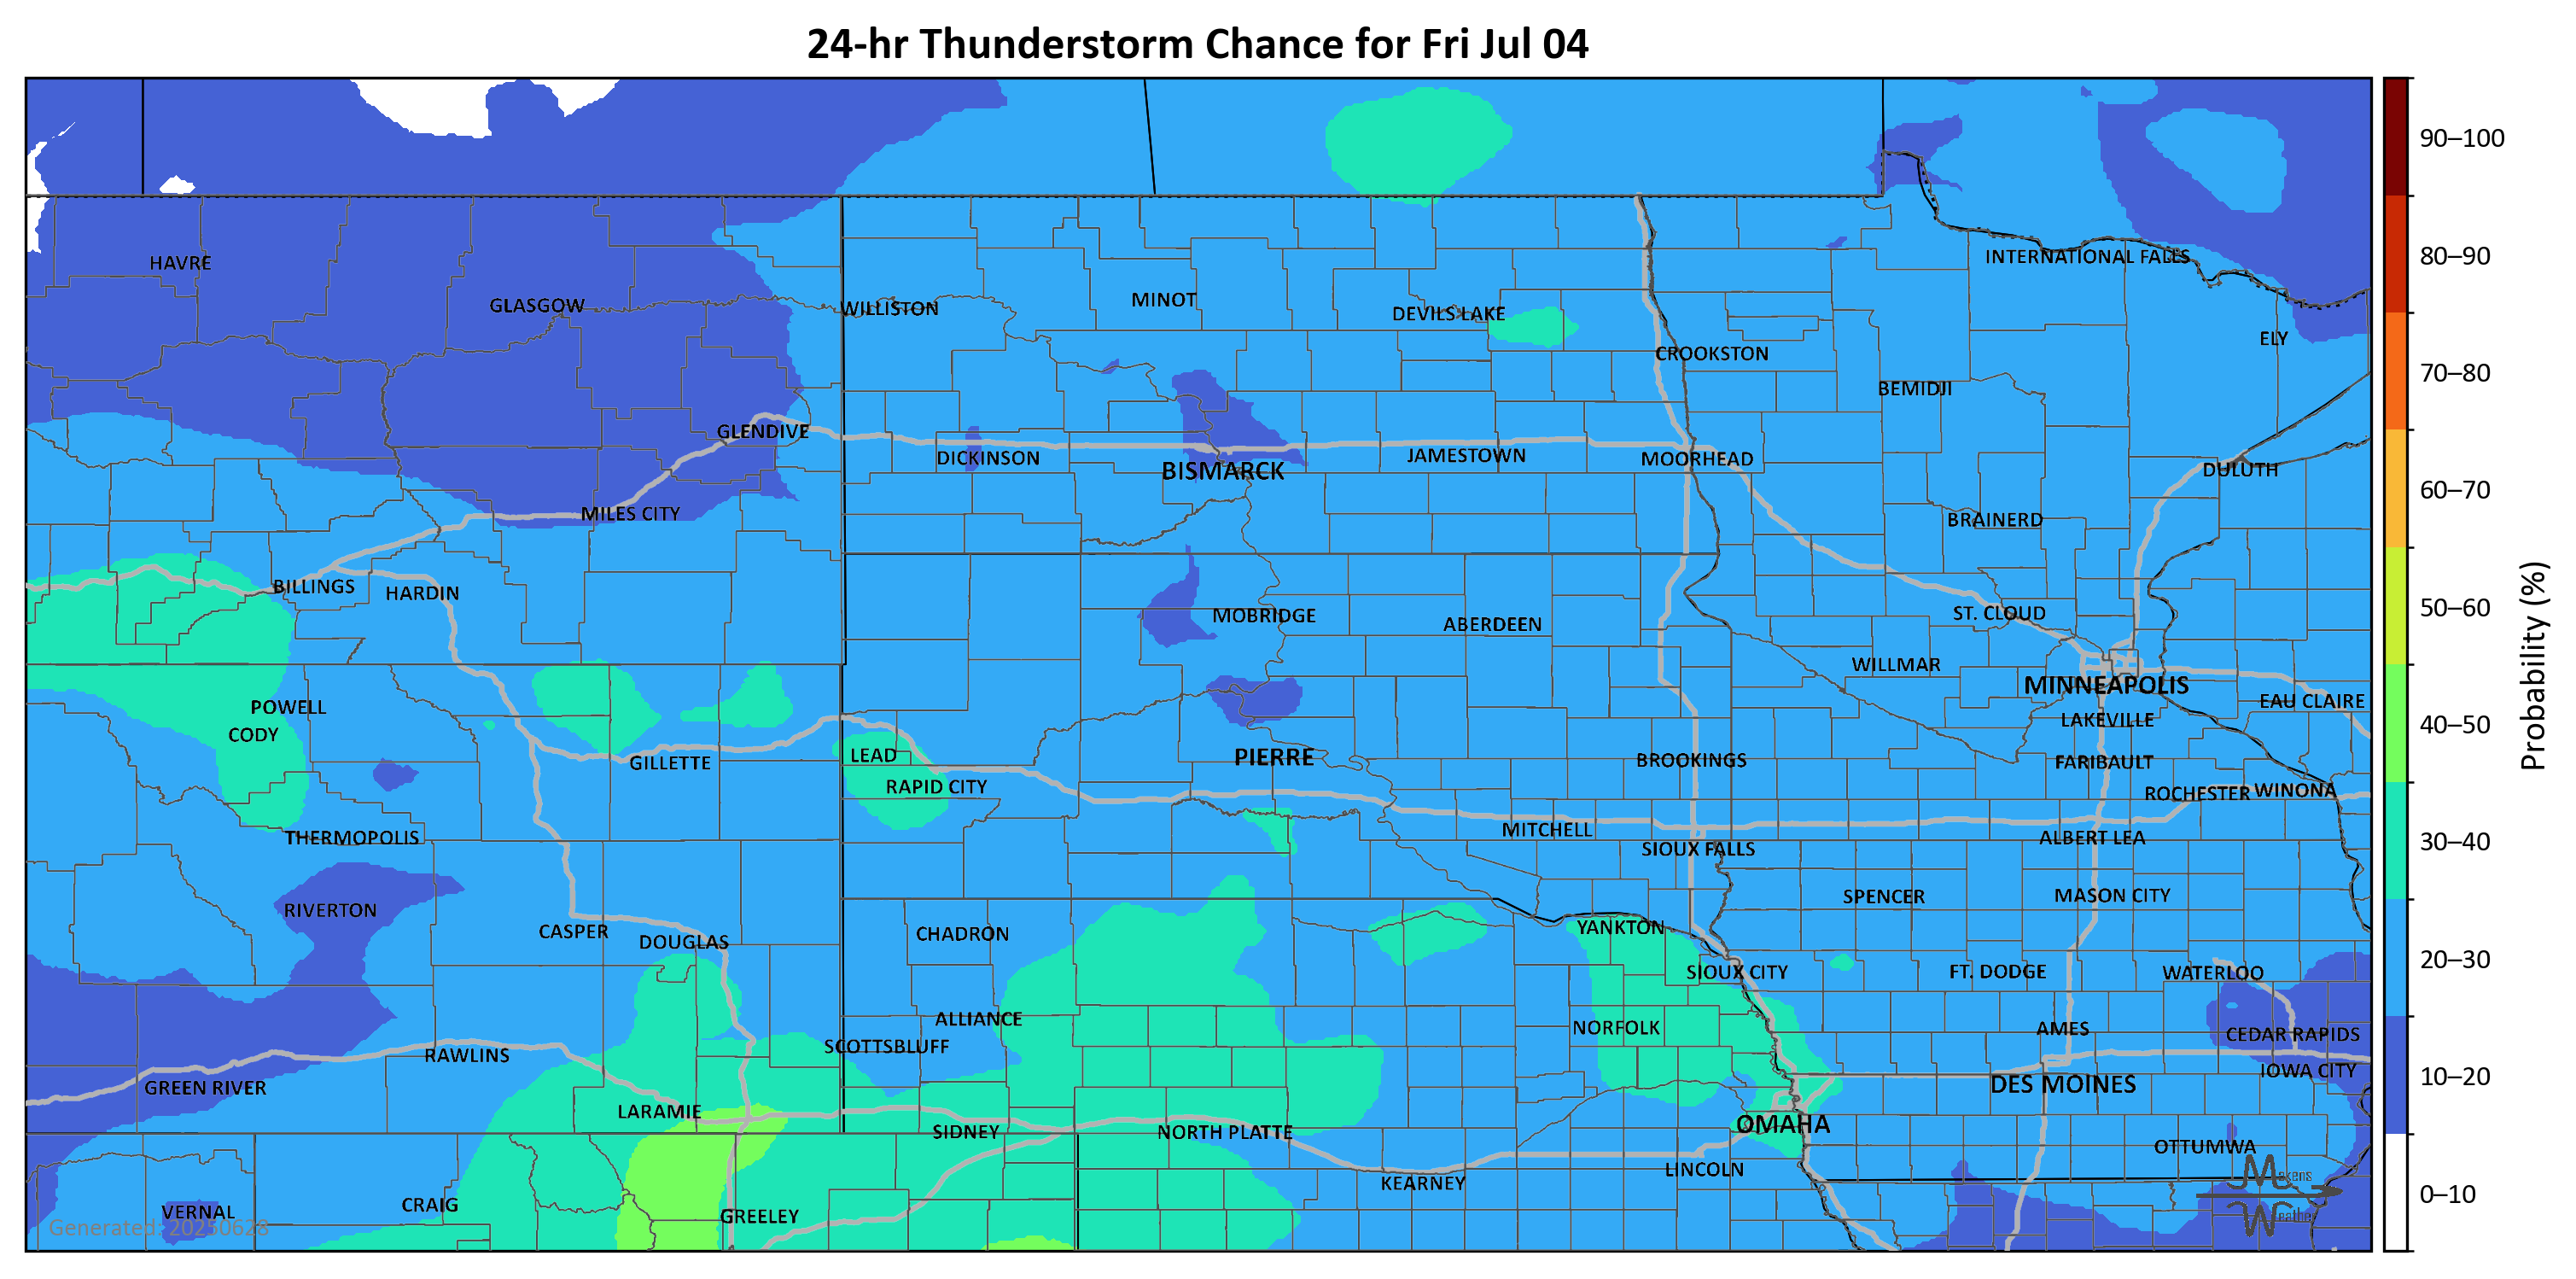 24-hr Thunderstorm Chance for Fri Jul 04
90–100
80–90
70–80
60–70
50–60
40–50
30–40
20–30
10–20
0–10
Probability (%)
HAVRE
INTERNATIONAL FALLS
GLASGOW
WILLISTON
MINOT
DEVILS LAKE
ELY
CROOKSTON
BEMIDJI
GLENDIVE
DICKINSON
BISMARCK
JAMESTOWN
MOORHEAD
DULUTH
MILES CITY
BRAINERD
BILLINGS
HARDIN
MOBRIDGE
ABERDEEN
ST. CLOUD
WILLMAR
MINNEAPOLIS
POWELL
EAU CLAIRE
LAKEVILLE
CODY
LEAD
PIERRE
BROOKINGS
FARIBAULT
GILLETTE
RAPID CITY
ROCHESTER
WINONA
THERMOPOLIS
MITCHELL
ALBERT LEA
SIOUX FALLS
SPENCER
MASON CITY
RIVERTON
CASPER
DOUGLAS
CHADRON
YANKTON
SIOUX CITY
FT. DODGE
WATERLOO
ALLIANCE
NORFOLK
AMES
CEDAR RAPIDS
SCOTTSBLUFF
RAWLINS
IOWA CITY
GREEN RIVER
DES MOINES
LARAMIE
OMAHA
SIDNEY
NORTH PLATTE
OTTUMWA
LINCOLN
KEARNEY
CRAIG
VERNAL
GREELEY
Generated: 20250628
Makens
Weather